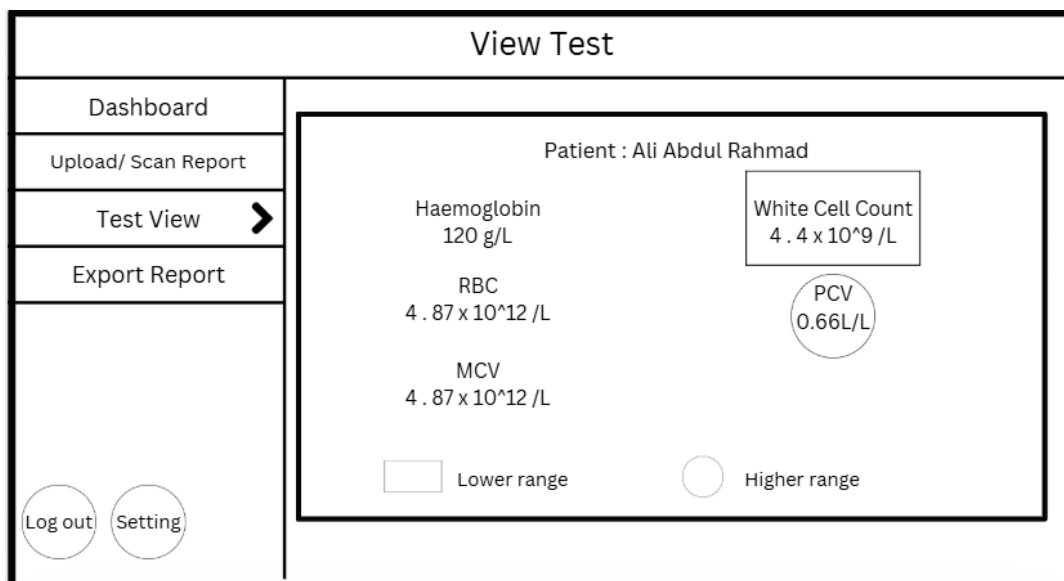 View Test
Dashboard
Upload/ Scan Report
Test View
Export Report
Log out
Setting
Patient : Ali Abdul Rahmad
Haemoglobin
120 g/L
White Cell Count
4 . 4 x 10^9 /L
RBC
4 . 87 x 10^12 /L
PCV
0.66L/L
MCV
4 . 87 x 10^12 /L
Lower range
Higher range